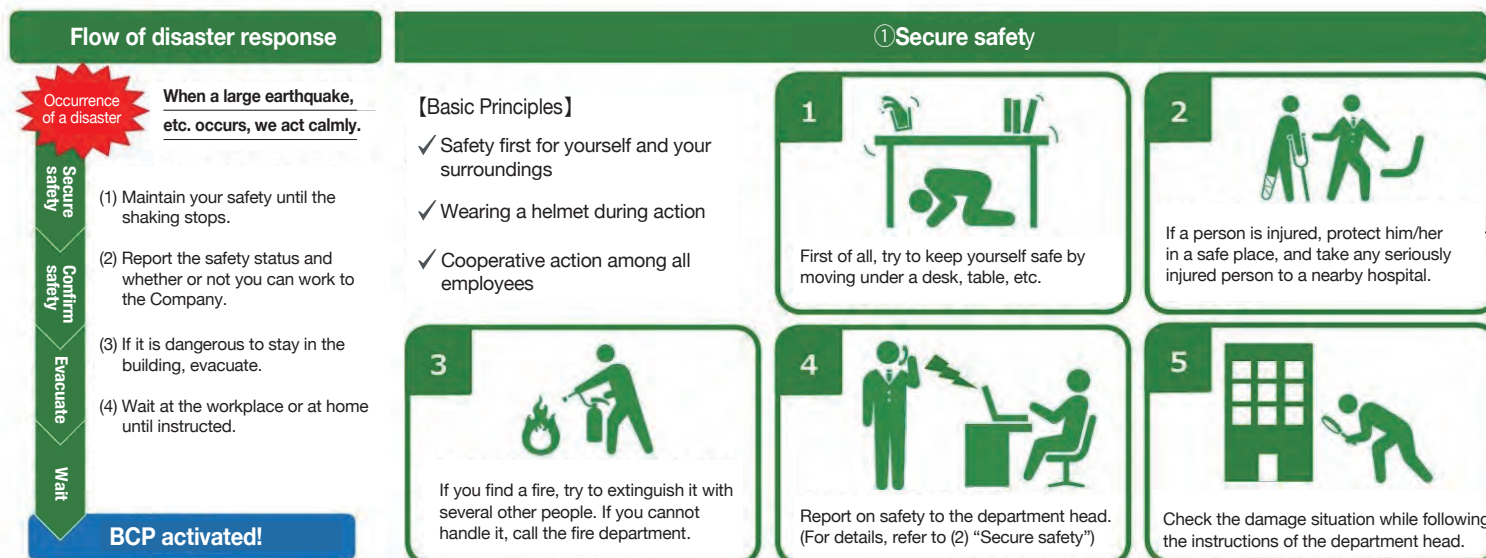 Flow of disaster response
Occurrence
of a disaster
When a large earthquake,
etc. occurs, we act calmly.
Secure
safety
(1) Maintain your safety until the
shaking stops.
Confirm
safety
(2) Report the safety status and
whether or not you can work to
the Company.
Evacuate
(3) If it is dangerous to stay in the
building, evacuate.
Wait
(4) Wait at the workplace or at home
until instructed.
BCP activated!
①Secure safety
【Basic Principles】
✓ Safety first for yourself and your
surroundings
✓ Wearing a helmet during action
✓ Cooperative action among all
employees
1
First of all, try to keep yourself safe by
moving under a desk, table, etc.
2
If a person is injured, protect him/her
in a safe place, and take any seriously
injured person to a nearby hospital.
3
If you find a fire, try to extinguish it with
several other people. If you cannot
handle it, call the fire department.
4
Report on safety to the department head.
(For details, refer to (2) “Secure safety”)
5
Check the damage situation while following
the instructions of the department head.